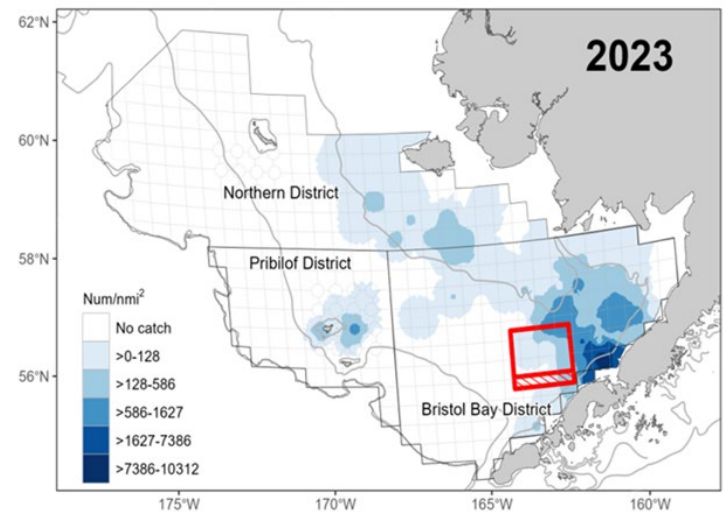 2023
62°N
60°N
58°N
56°N
Northern District
Pribilof District
Bristol Bay District
Num/nmi²
No catch
>0-128
>128-586
>586-1627
>1627-7386
>7386-10312
175°W
170°W
165°W
160°W